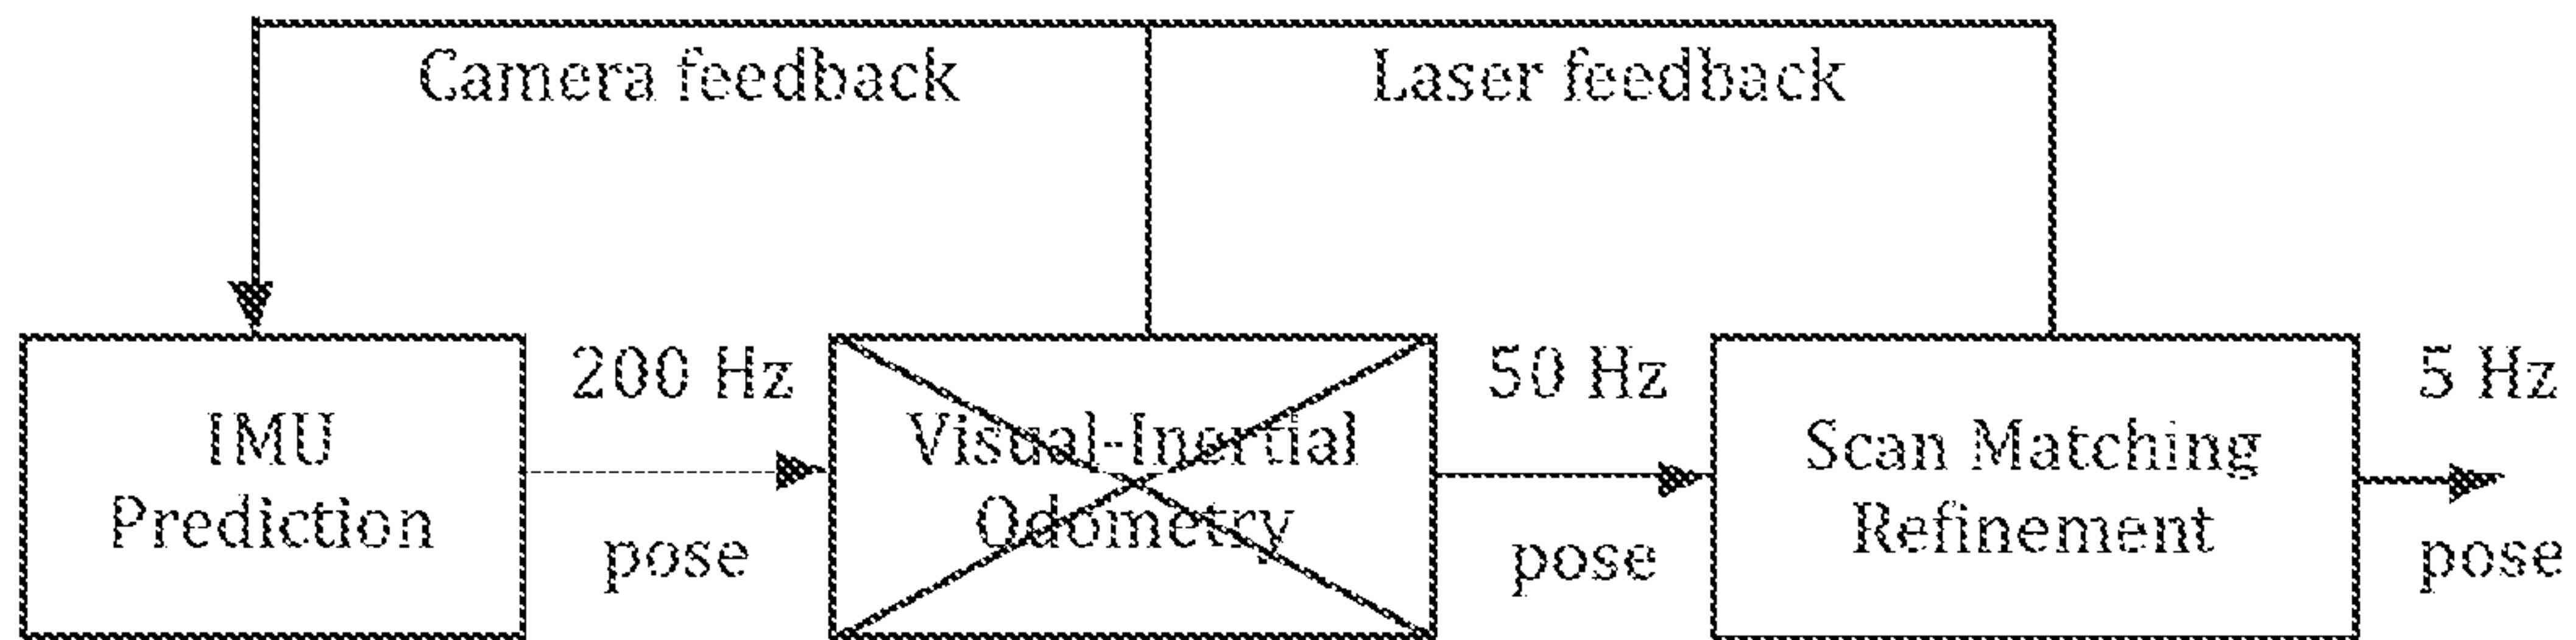 Camera feedback
Laser feedback
IMU
Prediction
200 Hz
pose
Visual-Inertial
Odometry
50 Hz
pose
Scan Matching
Refinement
5 Hz
pose